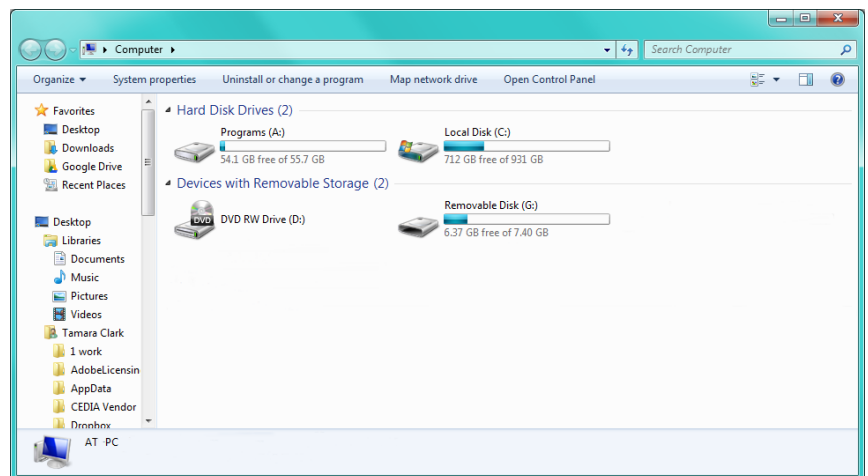 Computer
Search Computer
Organize
System properties
Uninstall or change a program
Map network drive
Open Control Panel
Favorites
Desktop
Downloads
Google Drive
Recent Places
Desktop
Libraries
Documents
Music
Pictures
Videos
Tamara Clark
1 work
AdobeLicensin
AppData
CEDIA Vendor
Dropbox
Hard Disk Drives (2)
Programs (A:)
54.1 GB free of 55.7 GB
Local Disk (C:)
712 GB free of 931 GB
Devices with Removable Storage (2)
DVD
DVD RW Drive (D:)
Removable Disk (G:)
6.37 GB free of 7.40 GB
AT -PC